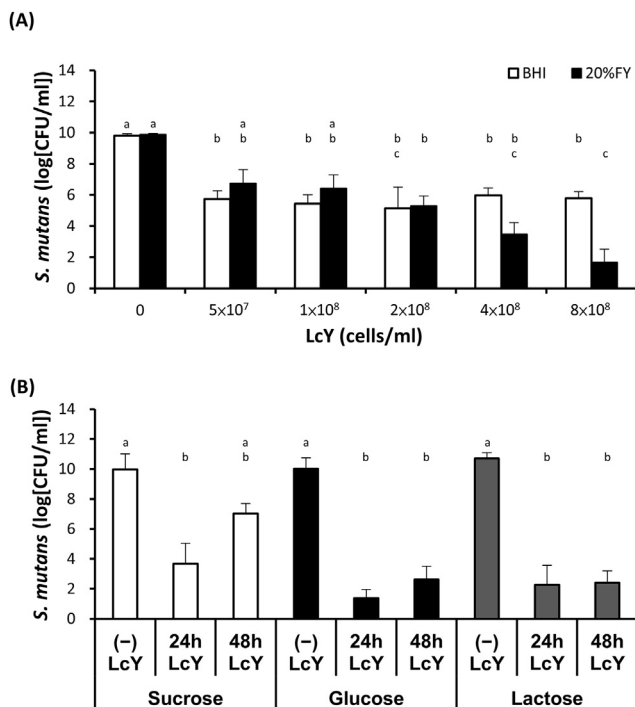 (A)
S. mutans (log[CFU/ml])
14
12
10
8
6
4
2
0
BHI 20%FY
a a b a b b a b b c b b b c b c
0 5×10⁷ 1×10⁸ 2×10⁸ 4×10⁸ 8×10⁸
LcY (cells/ml)
(B)
S. mutans (log[CFU/ml])
14
12
10
8
6
4
2
0
a b a b a b b a b b
(−) 24h 48h (−) 24h 48h (−) 24h 48h
LcY LcY LcY LcY LcY LcY LcY LcY LcY
Sucrose Glucose Lactose